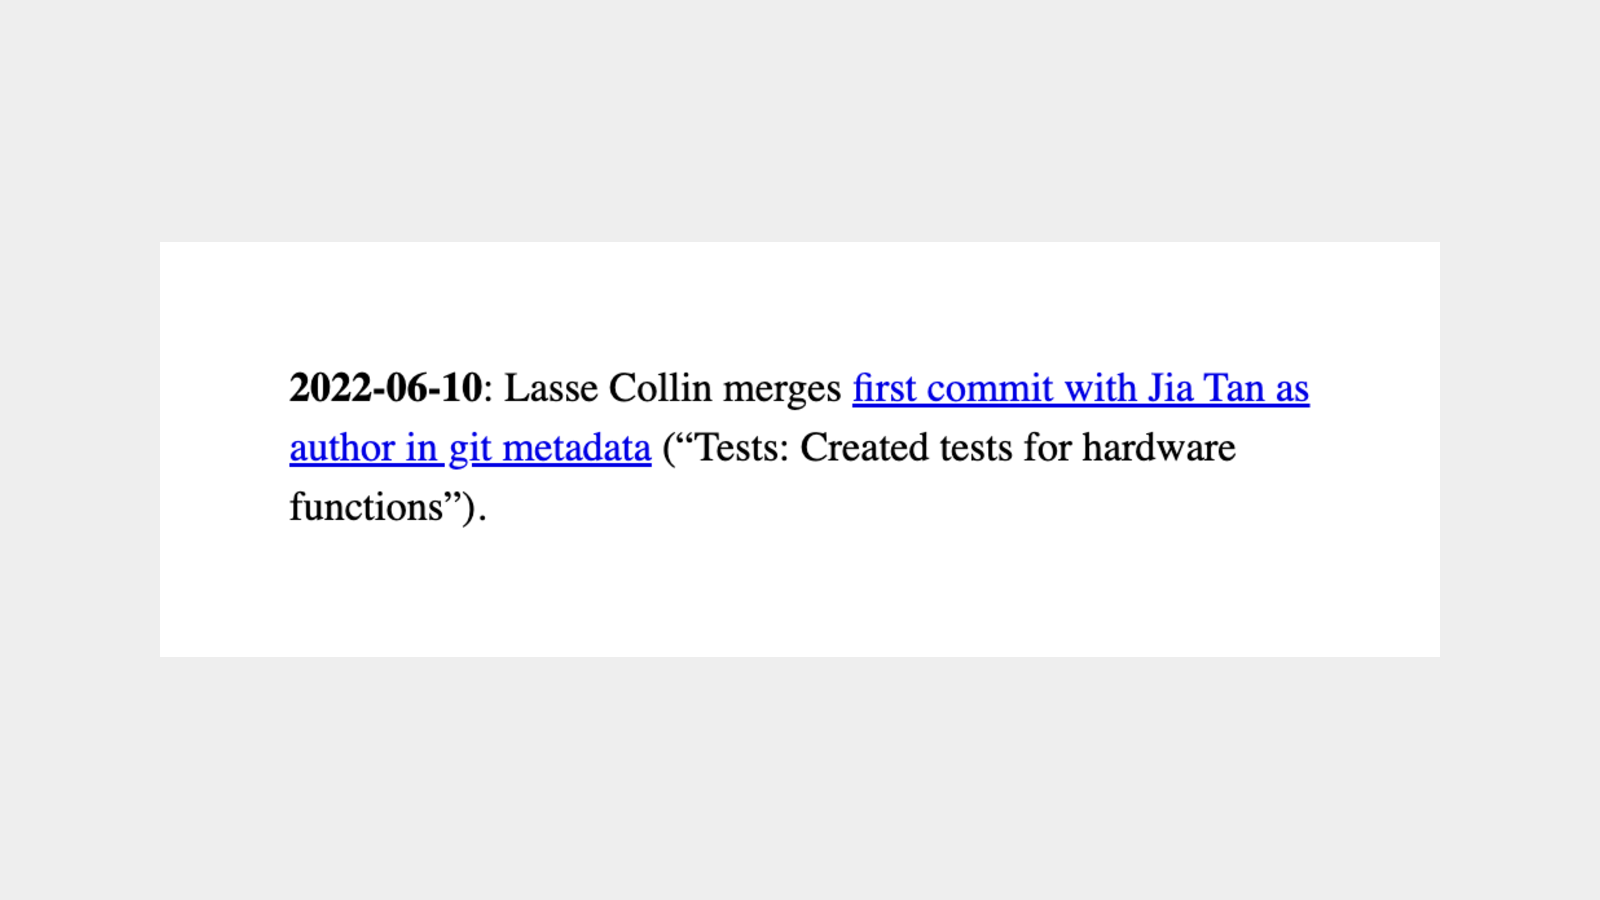 2022-06-10: Lasse Collin merges first commit with Jia Tan as
author in git metadata (“Tests: Created tests for hardware
functions”).